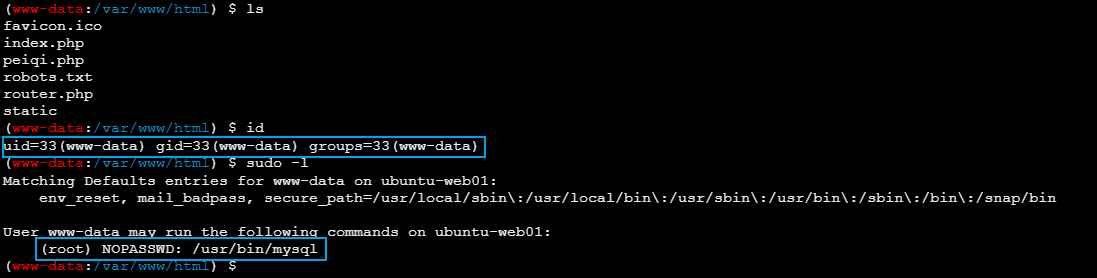 (www-data:/var/www/html) $ ls
favicon.ico
index.php
peiqi.php
robots.txt
router.php
static
(www-data:/var/www/html) $ id
uid=33(www-data) gid=33(www-data) groups=33(www-data)
(www-data:/var/www/html) $ sudo -l
Matching Defaults entries for www-data on ubuntu-web01:
    env_reset, mail_badpass, secure_path=/usr/local/sbin\:/usr/local/bin\:/usr/sbin\:/usr/bin\:/sbin\:/bin\:/snap/bin
User www-data may run the following commands on ubuntu-web01:
    (root) NOPASSWD: /usr/bin/mysql
(www-data:/var/www/html) $